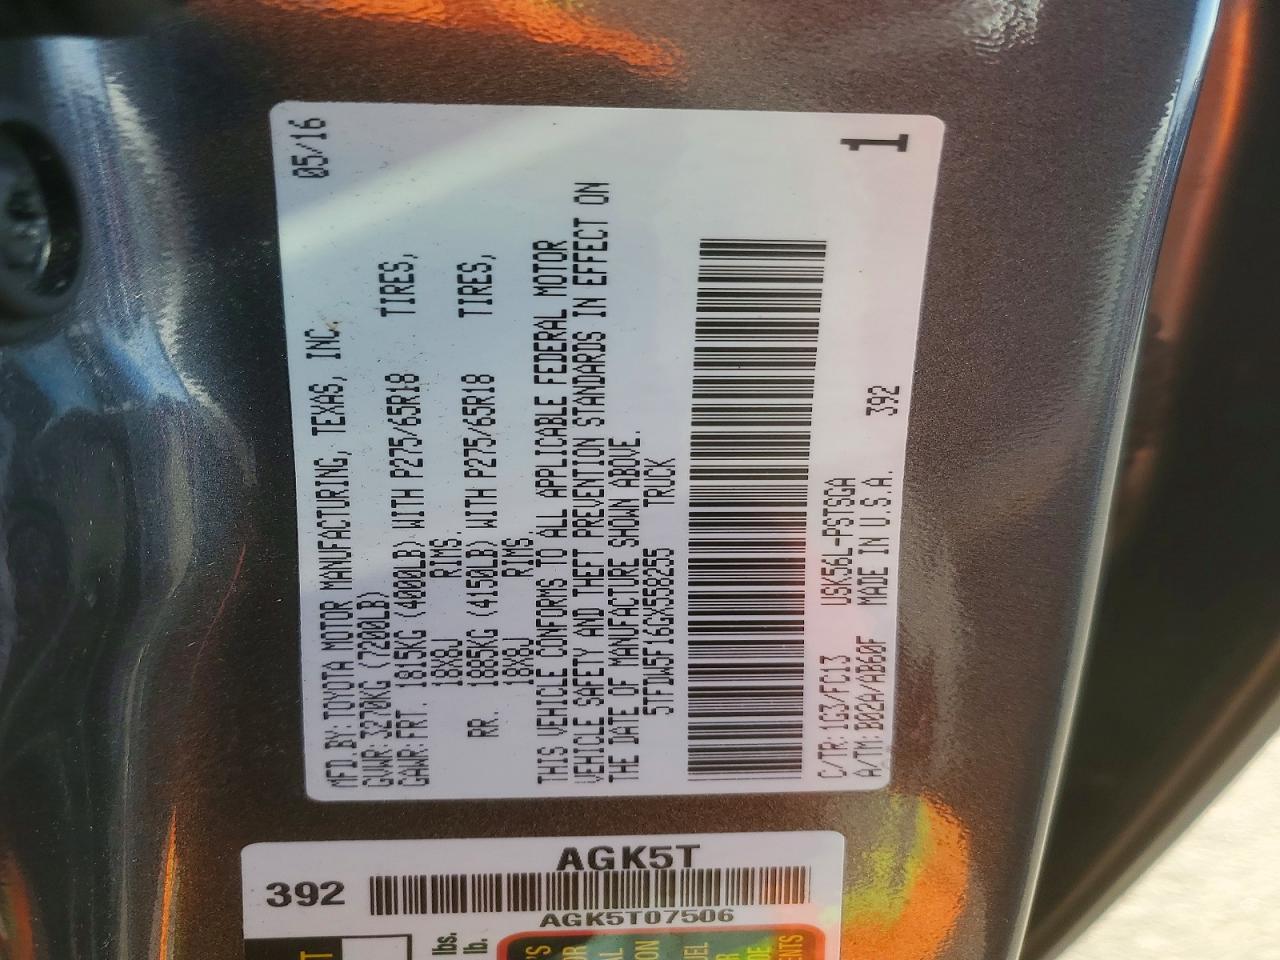 MFD.BY:TOYOTA MOTOR MANUFACTURING, TEXAS, INC. 05/16
GVWR:3270KG (7200LB)
GAWR:FRT. 1815KG (4000LB) WITH P275/65R18 TIRES,
18X8J RIMS.
RR. 1885KG (4150LB) WITH P275/65R18 TIRES,
18X8J RIMS.
THIS VEHICLE CONFORMS TO ALL APPLICABLE FEDERAL MOTOR
VEHICLE SAFETY AND THEFT PREVENTION STANDARDS IN EFFECT ON
THE DATE OF MANUFACTURE SHOWN ABOVE.
5TFDW5F16GX558255 TRUCK
C/TR:1G3/FC13 USK56L-PSTSGA
A/TM:B02A/AB60F MADE IN U.S.A. 392
1
AGK5T
392
AGK5T07506
lbs.
lb.